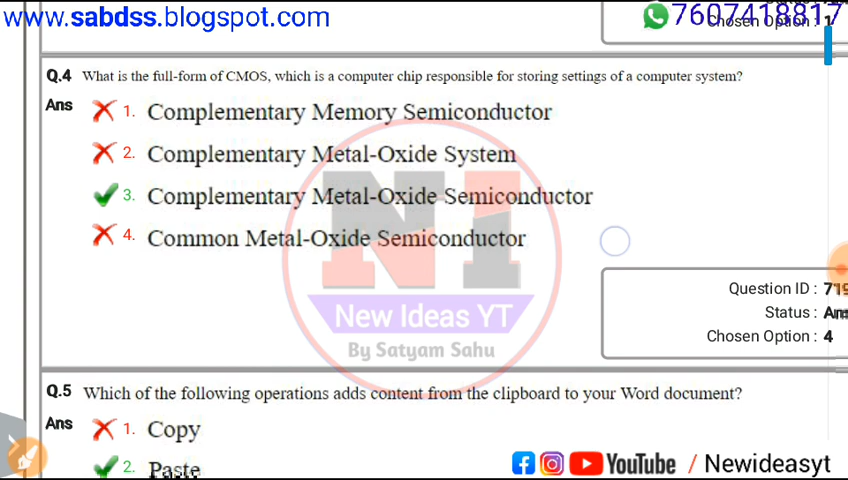 www.sabdss.blogspot.com
7607418817
Chosen Option : 1
Q.4 What is the full-form of CMOS, which is a computer chip responsible for storing settings of a computer system?
Ans 1. Complementary Memory Semiconductor
2. Complementary Metal-Oxide System
3. Complementary Metal-Oxide Semiconductor
4. Common Metal-Oxide Semiconductor
NI
New Ideas YT
By Satyam Sahu
Question ID : 719
Status : Ans
Chosen Option : 4
Q.5 Which of the following operations adds content from the clipboard to your Word document?
Ans 1. Copy
2. Paste
YouTube / Newideasyt